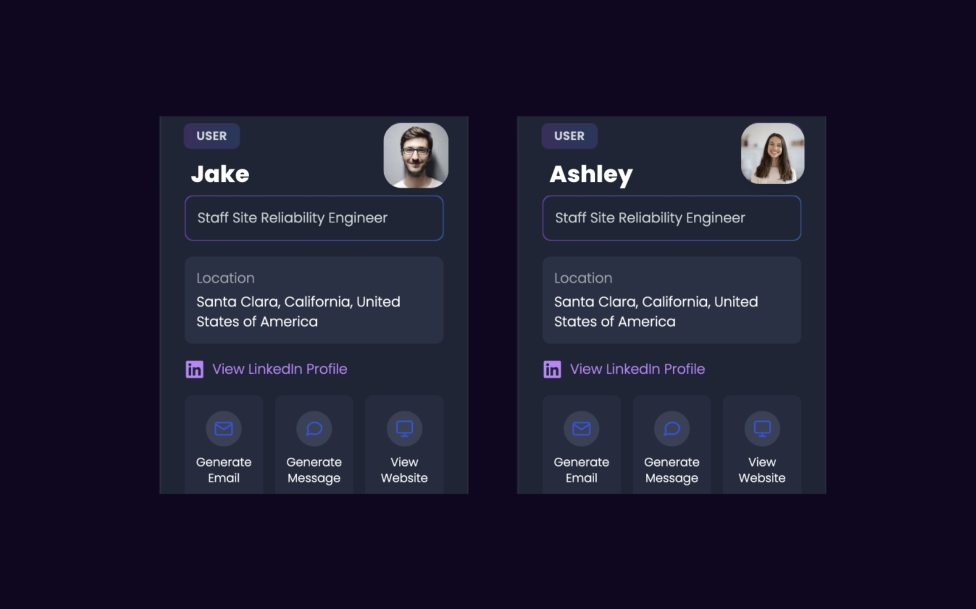 USER
Jake
Staff Site Reliability Engineer
Location
Santa Clara, California, United
States of America
in View LinkedIn Profile
Generate
Email
Generate
Message
View
Website
USER
Ashley
Staff Site Reliability Engineer
Location
Santa Clara, California, United
States of America
in View LinkedIn Profile
Generate
Email
Generate
Message
View
Website